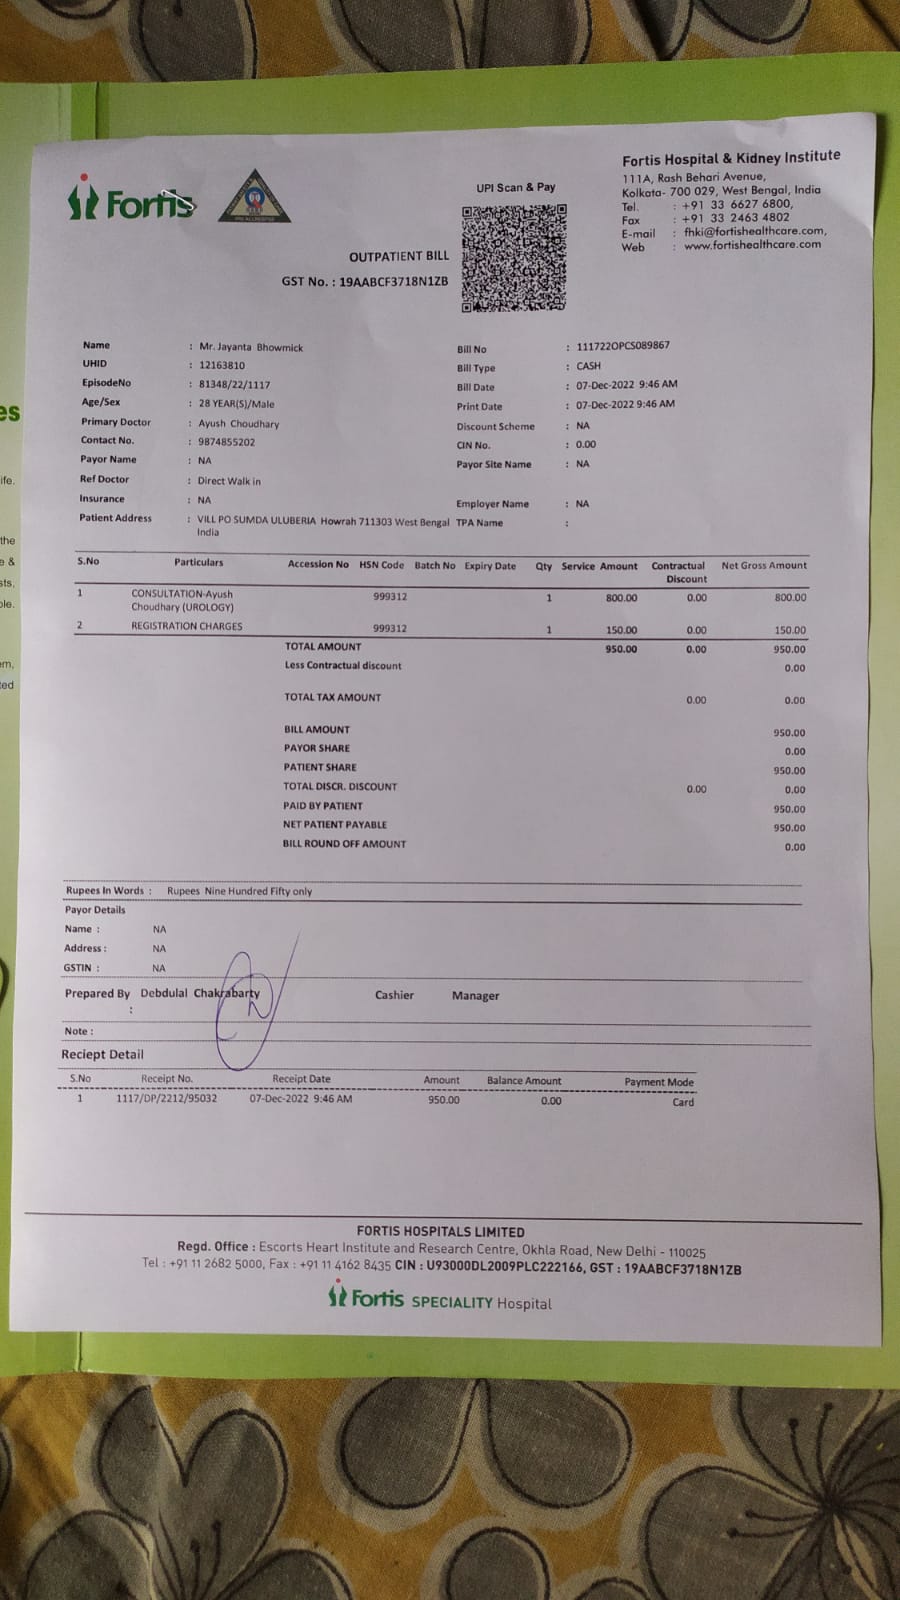 Fortis
UPI Scan & Pay
Fortis Hospital & Kidney Institute
111A, Rash Behari Avenue,
Kolkata- 700 029, West Bengal, India
Tel. : +91 33 6627 6800,
Fax : +91 33 2463 4802
E-mail : fhki@fortishealthcare.com,
Web : www.fortishealthcare.com
OUTPATIENT BILL
GST No. : 19AABCF3718N1ZB
Name : Mr. Jayanta Bhowmick
UHID : 12163810
EpisodeNo : 81348/22/1117
Age/Sex : 28 YEAR(S)/Male
Primary Doctor : Ayush Choudhary
Contact No. : 9874855202
Payor Name : NA
Ref Doctor : Direct Walk in
Insurance : NA
Patient Address : VILL PO SUMDA ULUBERIA Howrah 711303 West Bengal
India
Bill No : 111722OPCS089867
Bill Type : CASH
Bill Date : 07-Dec-2022 9:46 AM
Print Date : 07-Dec-2022 9:46 AM
Discount Scheme : NA
CIN No. : 0.00
Payor Site Name : NA
Employer Name : NA
TPA Name :
S.No Particulars Accession No HSN Code Batch No Expiry Date Qty Service Amount Contractual Discount Net Gross Amount
1 CONSULTATION-Ayush 999312 1 800.00 0.00 800.00
Choudhary (UROLOGY)
2 REGISTRATION CHARGES 999312 1 150.00 0.00 150.00
TOTAL AMOUNT 950.00 0.00 950.00
Less Contractual discount 0.00
TOTAL TAX AMOUNT 0.00 0.00
BILL AMOUNT 950.00
PAYOR SHARE 0.00
PATIENT SHARE 950.00
TOTAL DISCR. DISCOUNT 0.00 0.00
PAID BY PATIENT 950.00
NET PATIENT PAYABLE 950.00
BILL ROUND OFF AMOUNT 0.00
Rupees In Words : Rupees Nine Hundred Fifty only
Payor Details
Name : NA
Address : NA
GSTIN : NA
Prepared By Debdulal Chakrabarty Cashier Manager
:
Note :
Reciept Detail
S.No Receipt No. Receipt Date Amount Balance Amount Payment Mode
1 1117/DP/2212/95032 07-Dec-2022 9:46 AM 950.00 0.00 Card
FORTIS HOSPITALS LIMITED
Regd. Office : Escorts Heart Institute and Research Centre, Okhla Road, New Delhi - 110025
Tel : +91 11 2682 5000, Fax : +91 11 4162 8435 CIN : U93000DL2009PLC222166, GST : 19AABCF3718N1ZB
Fortis SPECIALITY Hospital